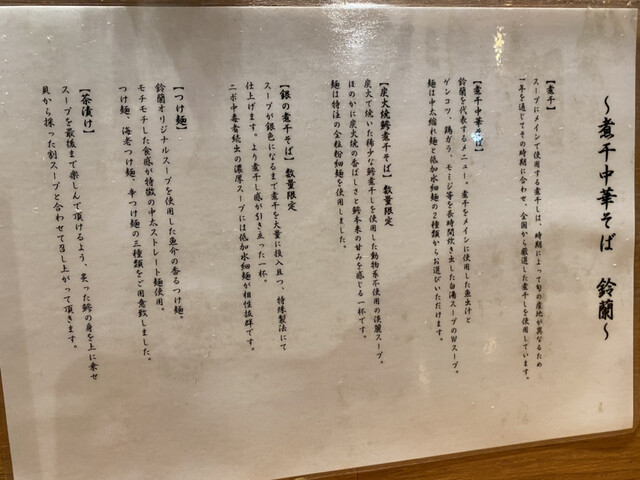 ～煮干中華そば 鈴蘭～
【煮干】
スープにメインで使用する煮干しは、時期によって旬の産地が異なるため
一年を通じてその時期に合わせ、全国から厳選した煮干しを使用しています。
【煮干中華そば】
鈴蘭を代表するメニュー。煮干をメインに使用した魚出汁と
ゲンコツ、鶏ガラ、モミジ等を長時間炊き出した白湯スープのWスープ。
麺は中太縮れ麺と低加水細麺の2種類からお選びいただけます。
【炭火焼鯵煮干そば】数量限定
炭火で焼いた稀少な鯵煮干しを使用した動物系不使用の淡麗スープ。
ほのかに炭火焼の香ばしさと鯵本来の甘みを感じる一杯です。
麺は特注の全粒粉細麺を使用しました。
【銀の煮干そば】数量限定
スープが銀色になるまで煮干を大量に投入且つ、特殊製法にて
仕上げます。より煮干し感が引き立った一杯。
ニボ中毒者続出の濃厚スープには低加水細麺が相性抜群です。
【つけ麺】
鈴蘭オリジナルスープを使用した魚介の香るつけ麺。
モチモチした食感が特徴の中太ストレート麺使用。
つけ麺、海老つけ麺、辛つけ麺の三種類をご用意致しました。
【茶漬け】
スープを最後まで楽しんで頂けるよう、炙った鯵の身を上に乗せ
貝から採った割スープと合わせて召し上がって頂きます。